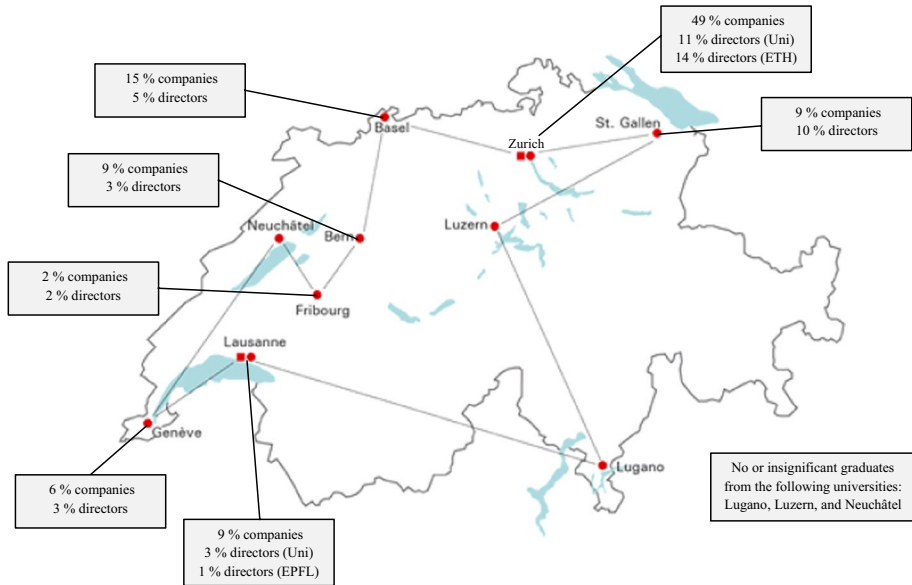 49 % companies
11 % directors (Uni)
14 % directors (ETH)
15 % companies
5 % directors
9 % companies
10 % directors
Basel
St. Gallen
Zurich
9 % companies
3 % directors
Neuchâtel
Bern
Luzern
2 % companies
2 % directors
Fribourg
Lausanne
Genève
Lugano
6 % companies
3 % directors
9 % companies
3 % directors (Uni)
1 % directors (EPFL)
No or insignificant graduates
from the following universities:
Lugano, Luzern, and Neuchâtel